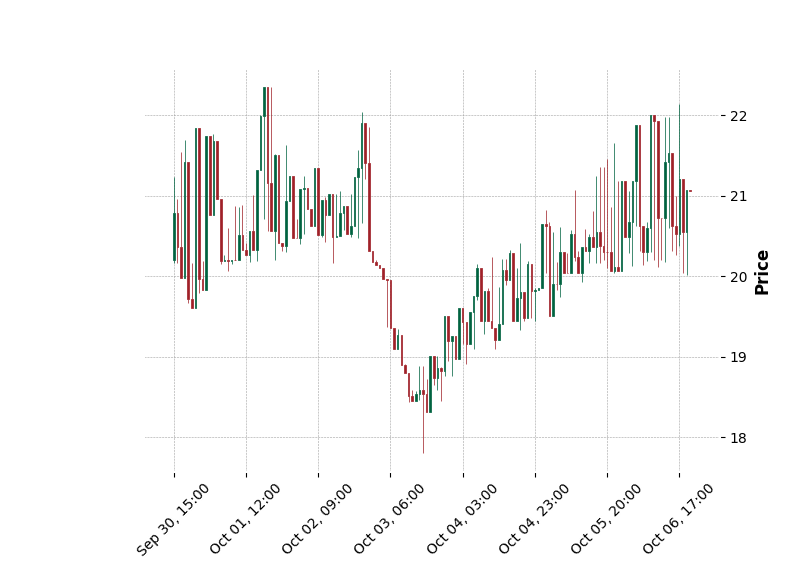 22
21
20
19
18
Price
Sep 30, 15:00
Oct 01, 12:00
Oct 02, 09:00
Oct 03, 06:00
Oct 04, 03:00
Oct 04, 23:00
Oct 05, 20:00
Oct 06, 17:00